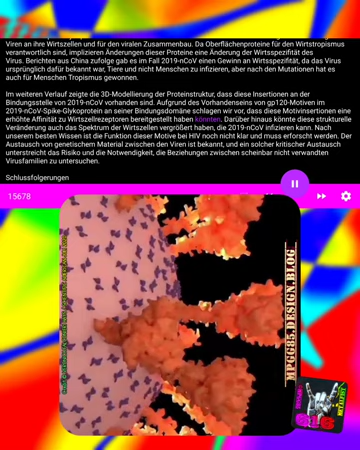 Viren an ihre Wirtszellen und für den viralen Zusammenbau. Da Oberflächenproteine für den Wirtstropismus
verantwortlich sind, implizieren Änderungen dieser Proteine eine Änderung der Wirtsspezifität des
Virus. Berichten aus China zufolge gab es im Fall 2019-nCoV einen Gewinn an Wirtsspezifität, da das Virus
ursprünglich dafür bekannt war, Tiere und nicht Menschen zu infizieren, aber nach den Mutationen hat es
auch für Menschen Tropismus gewonnen.
Im weiteren Verlauf zeigte die 3D-Modellierung der Proteinstruktur, dass diese Insertionen an der
Bindungsstelle von 2019-nCoV vorhanden sind. Aufgrund des Vorhandenseins von gp120-Motiven im
2019-nCoV-Spike-Glykoprotein an seiner Bindungsdomäne schlagen wir vor, dass diese Motivinsertionen eine
erhöhte Affinität zu Wirtszellrezeptoren bereitgestellt haben könnten. Darüber hinaus könnte diese strukturelle
Veränderung auch das Spektrum der Wirtszellen vergrößert haben, die 2019-nCoV infizieren kann. Nach
unserem besten Wissen ist die Funktion dieser Motive bei HIV noch nicht klar und muss erforscht werden. Der
Austausch von genetischem Material zwischen den Viren ist bekannt, und ein solcher kritischer Austausch
unterstreicht das Risiko und die Notwendigkeit, die Beziehungen zwischen scheinbar nicht verwandten
Virusfamilien zu untersuchen.
Schlussfolgerungen
15678
MPGG85.DESIGN.BLOG